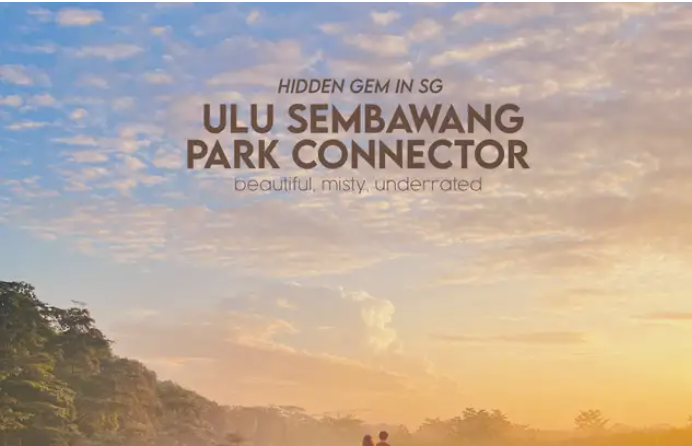 HIDDEN GEM IN SG
ULU SEMBAWANG
PARK CONNECTOR
beautiful, misty, underrated